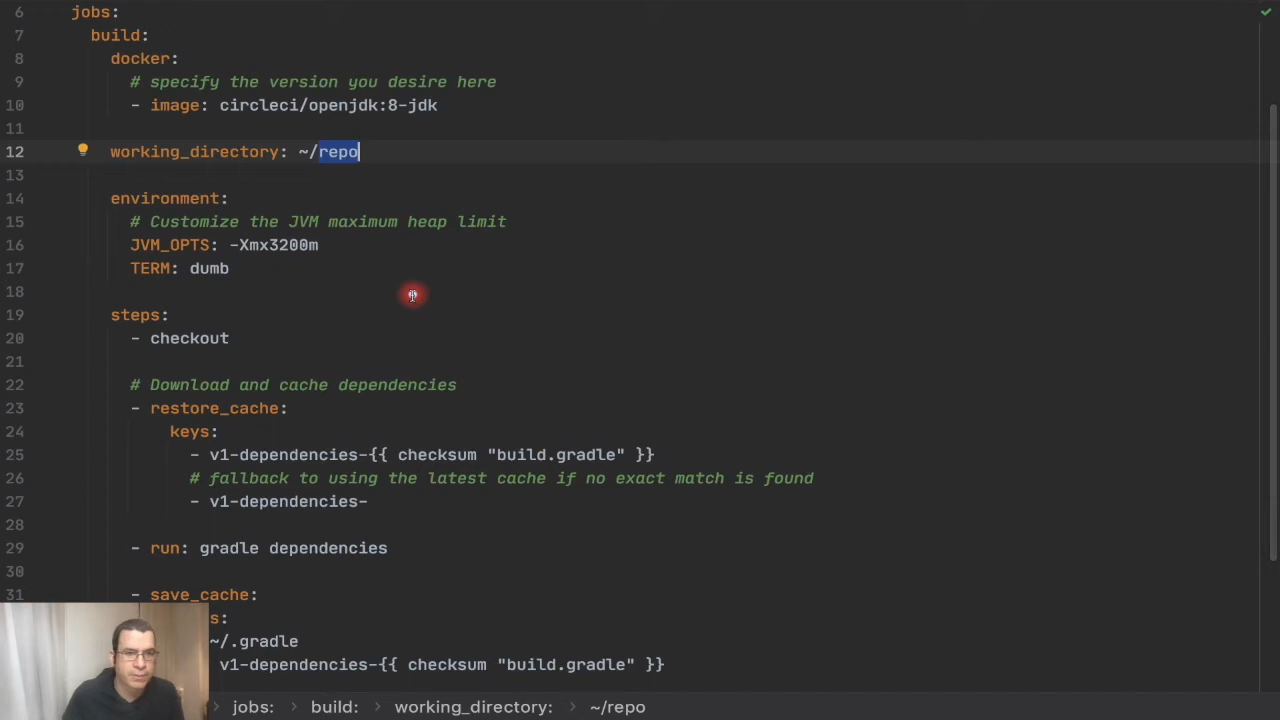 6 jobs:
7 build:
8 docker:
9 # specify the version you desire here
10 - image: circleci/openjdk:8-jdk
11
12 working_directory: ~/repo
13
14 environment:
15 # Customize the JVM maximum heap limit
16 JVM_OPTS: -Xmx3200m
17 TERM: dumb
18
19 steps:
20 - checkout
21
22 # Download and cache dependencies
23 - restore_cache:
24 keys:
25 - v1-dependencies-{{ checksum "build.gradle" }}
26 # fallback to using the latest cache if no exact match is found
27 - v1-dependencies-
28
29 - run: gradle dependencies
30
31 - save_cache:
s:
~/.gradle
v1-dependencies-{{ checksum "build.gradle" }}
jobs: > build: > working_directory: > ~/repo